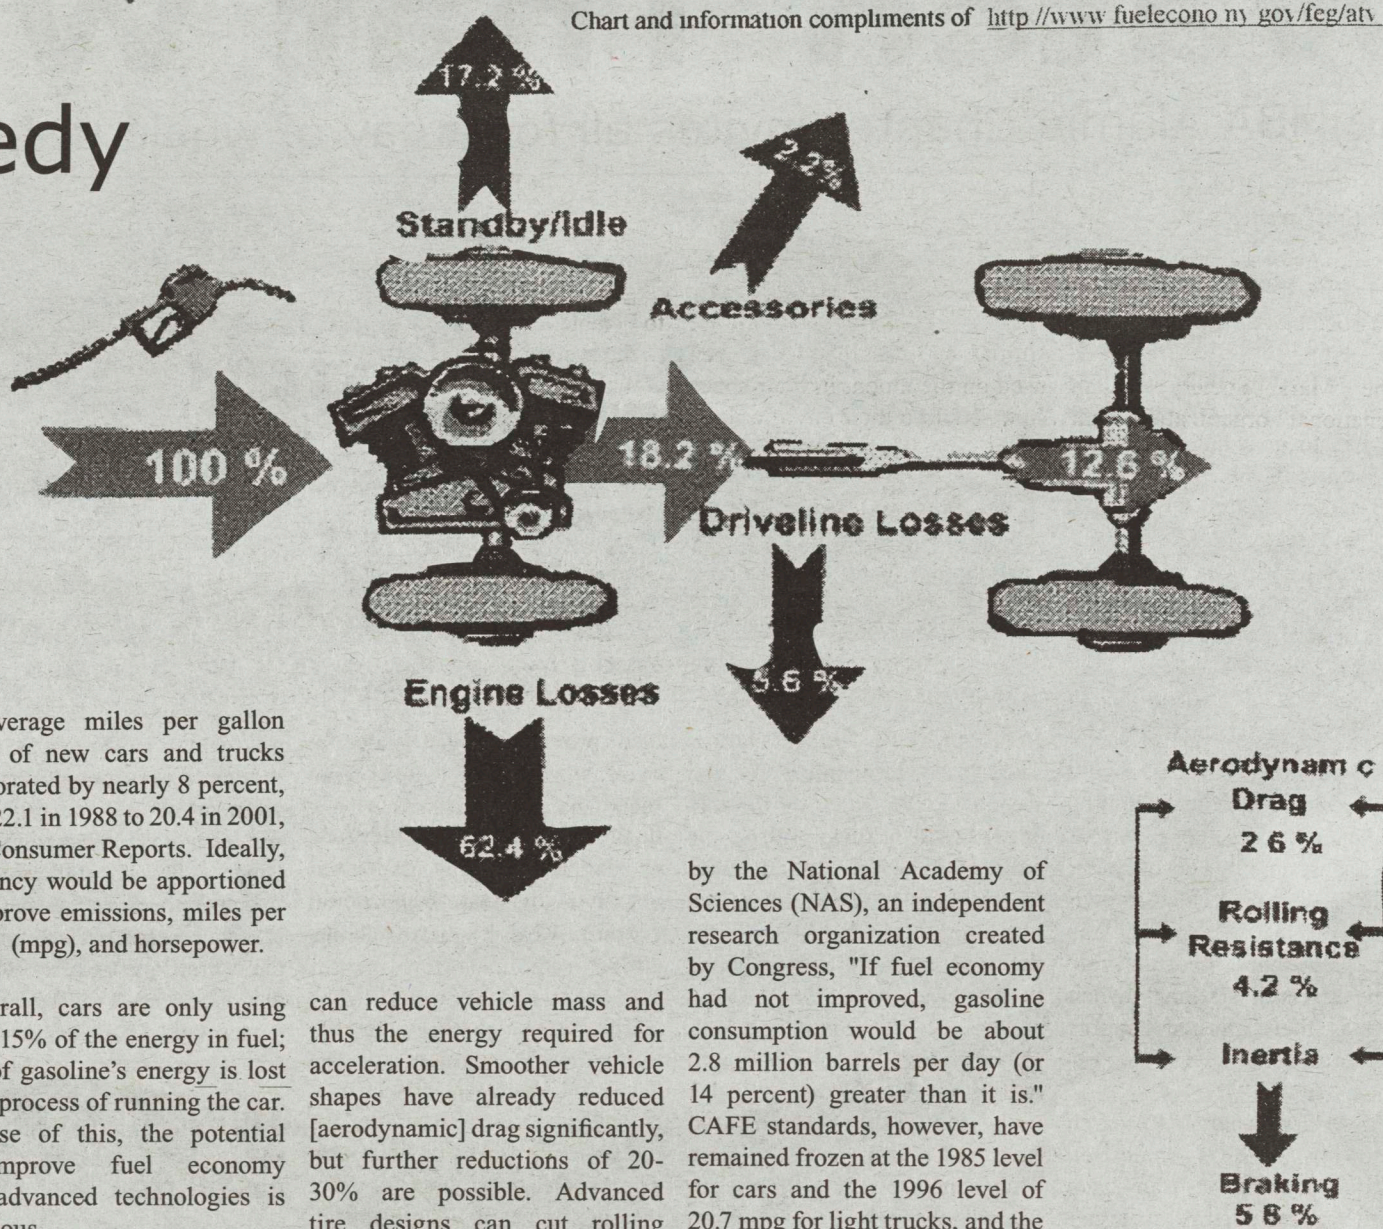 Chart and information compliments of http //www fueleconomy gov/feg/atv
edy
17.2 %
2.2%
Standby/Idle
Accessories
100 %
18.2 %
12.6 %
Driveline Losses
5.6 %
Engine Losses
62.4 %
Aerodynam c
Drag
2 6 %
Rolling
Resistance
4.2 %
Inertia
Braking
5 8 %
verage miles per gallon
of new cars and trucks
orated by nearly 8 percent,
22.1 in 1988 to 20.4 in 2001,
Consumer Reports. Ideally,
ncy would be apportioned
prove emissions, miles per
(mpg), and horsepower.
rall, cars are only using
15% of the energy in fuel;
of gasoline's energy is lost
process of running the car.
se of this, the potential
mprove fuel economy
advanced technologies is
ous.
can reduce vehicle mass and
thus the energy required for
acceleration. Smoother vehicle
shapes have already reduced
[aerodynamic] drag significantly,
but further reductions of 20-
30% are possible. Advanced
tire designs can cut rolling
by the National Academy of
Sciences (NAS), an independent
research organization created
by Congress, "If fuel economy
had not improved, gasoline
consumption would be about
2.8 million barrels per day (or
14 percent) greater than it is."
CAFE standards, however, have
remained frozen at the 1985 level
for cars and the 1996 level of
20.7 mpg for light trucks, and the